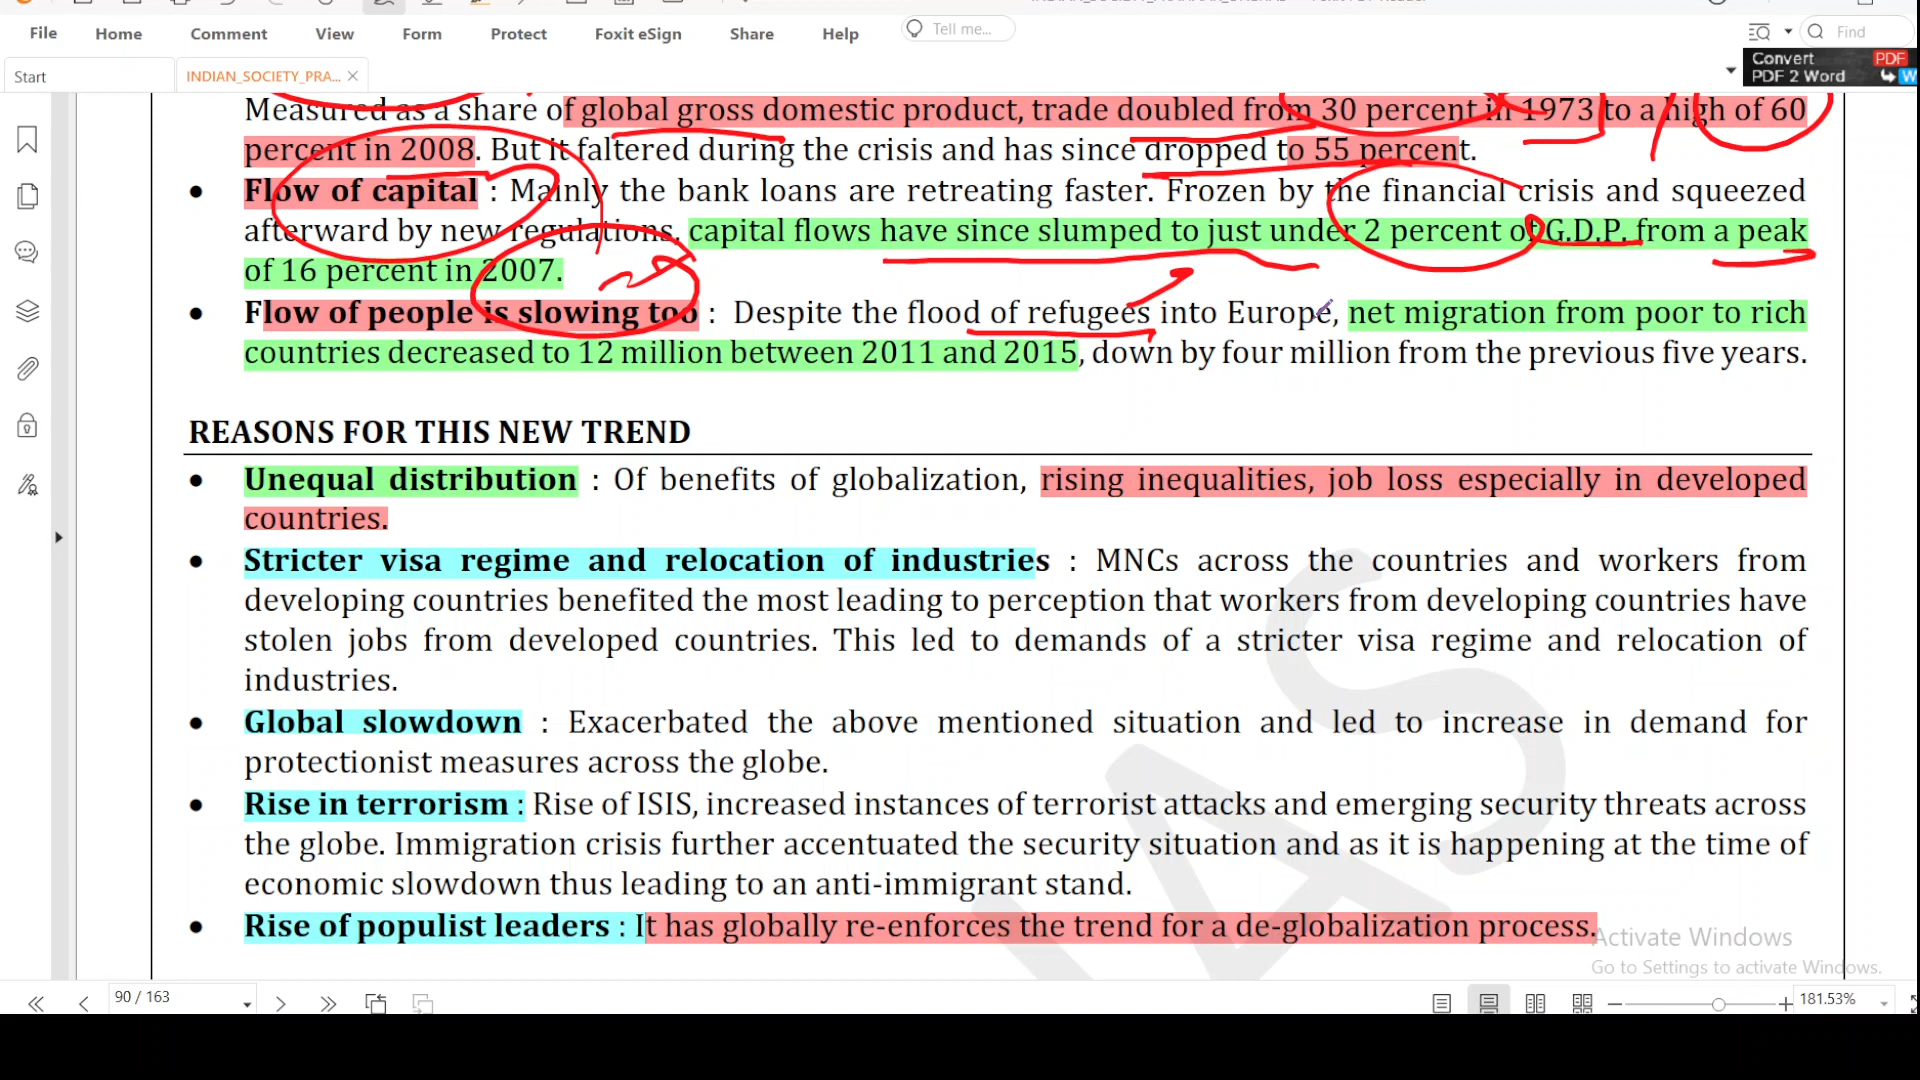 File Home Comment View Form Protect Foxit eSign Share Help Tell me... Find
Start INDIAN_SOCIETY_PRA... Convert PDF
PDF 2 Word W
Measured as a share of global gross domestic product, trade doubled from 30 percent in 1973 to a high of 60
percent in 2008. But it faltered during the crisis and has since dropped to 55 percent.
• Flow of capital : Mainly the bank loans are retreating faster. Frozen by the financial crisis and squeezed
afterward by new regulations, capital flows have since slumped to just under 2 percent of G.D.P. from a peak
of 16 percent in 2007.
• Flow of people is slowing too : Despite the flood of refugees into Europe, net migration from poor to rich
countries decreased to 12 million between 2011 and 2015, down by four million from the previous five years.
REASONS FOR THIS NEW TREND
• Unequal distribution : Of benefits of globalization, rising inequalities, job loss especially in developed
countries.
• Stricter visa regime and relocation of industries : MNCs across the countries and workers from
developing countries benefited the most leading to perception that workers from developing countries have
stolen jobs from developed countries. This led to demands of a stricter visa regime and relocation of
industries.
• Global slowdown : Exacerbated the above mentioned situation and led to increase in demand for
protectionist measures across the globe.
• Rise in terrorism : Rise of ISIS, increased instances of terrorist attacks and emerging security threats across
the globe. Immigration crisis further accentuated the security situation and as it is happening at the time of
economic slowdown thus leading to an anti-immigrant stand.
• Rise of populist leaders : It has globally re-enforces the trend for a de-globalization process.
IAS
Activate Windows
Go to Settings to activate Windows.
90 / 163 181.53%